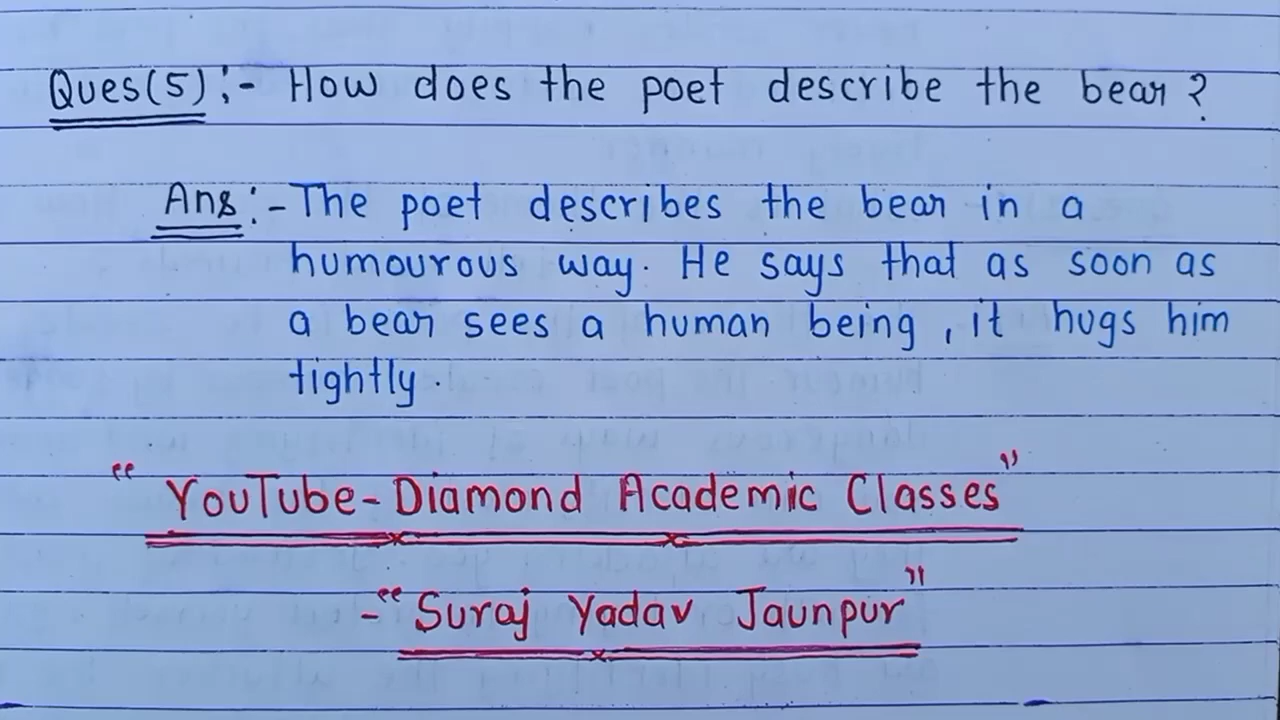 Ques(5):- How does the poet describe the bear?
Ans:- The poet describes the bear in a
humourous way. He says that as soon as
a bear sees a human being, it hugs him
tightly.
"YouTube-Diamond Academic Classes"
-"Suraj Yadav Jaunpur"